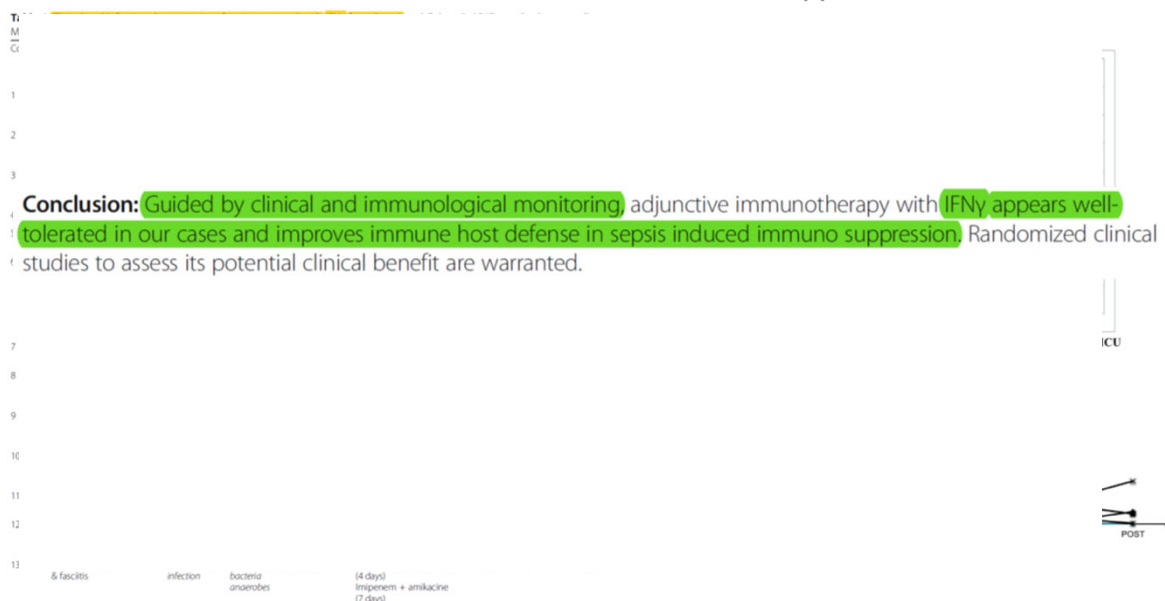 Conclusion: Guided by clinical and immunological monitoring, adjunctive immunotherapy with IFNγ appears well-
tolerated in our cases and improves immune host defense in sepsis induced immuno suppression. Randomized clinical
studies to assess its potential clinical benefit are warranted.
1
2
3
7
8
9
10
11
12
13
& fasciitis infection bacteria (4 days)
anaerobes Imipenem + amikacine
(7 days)
ICU
POST